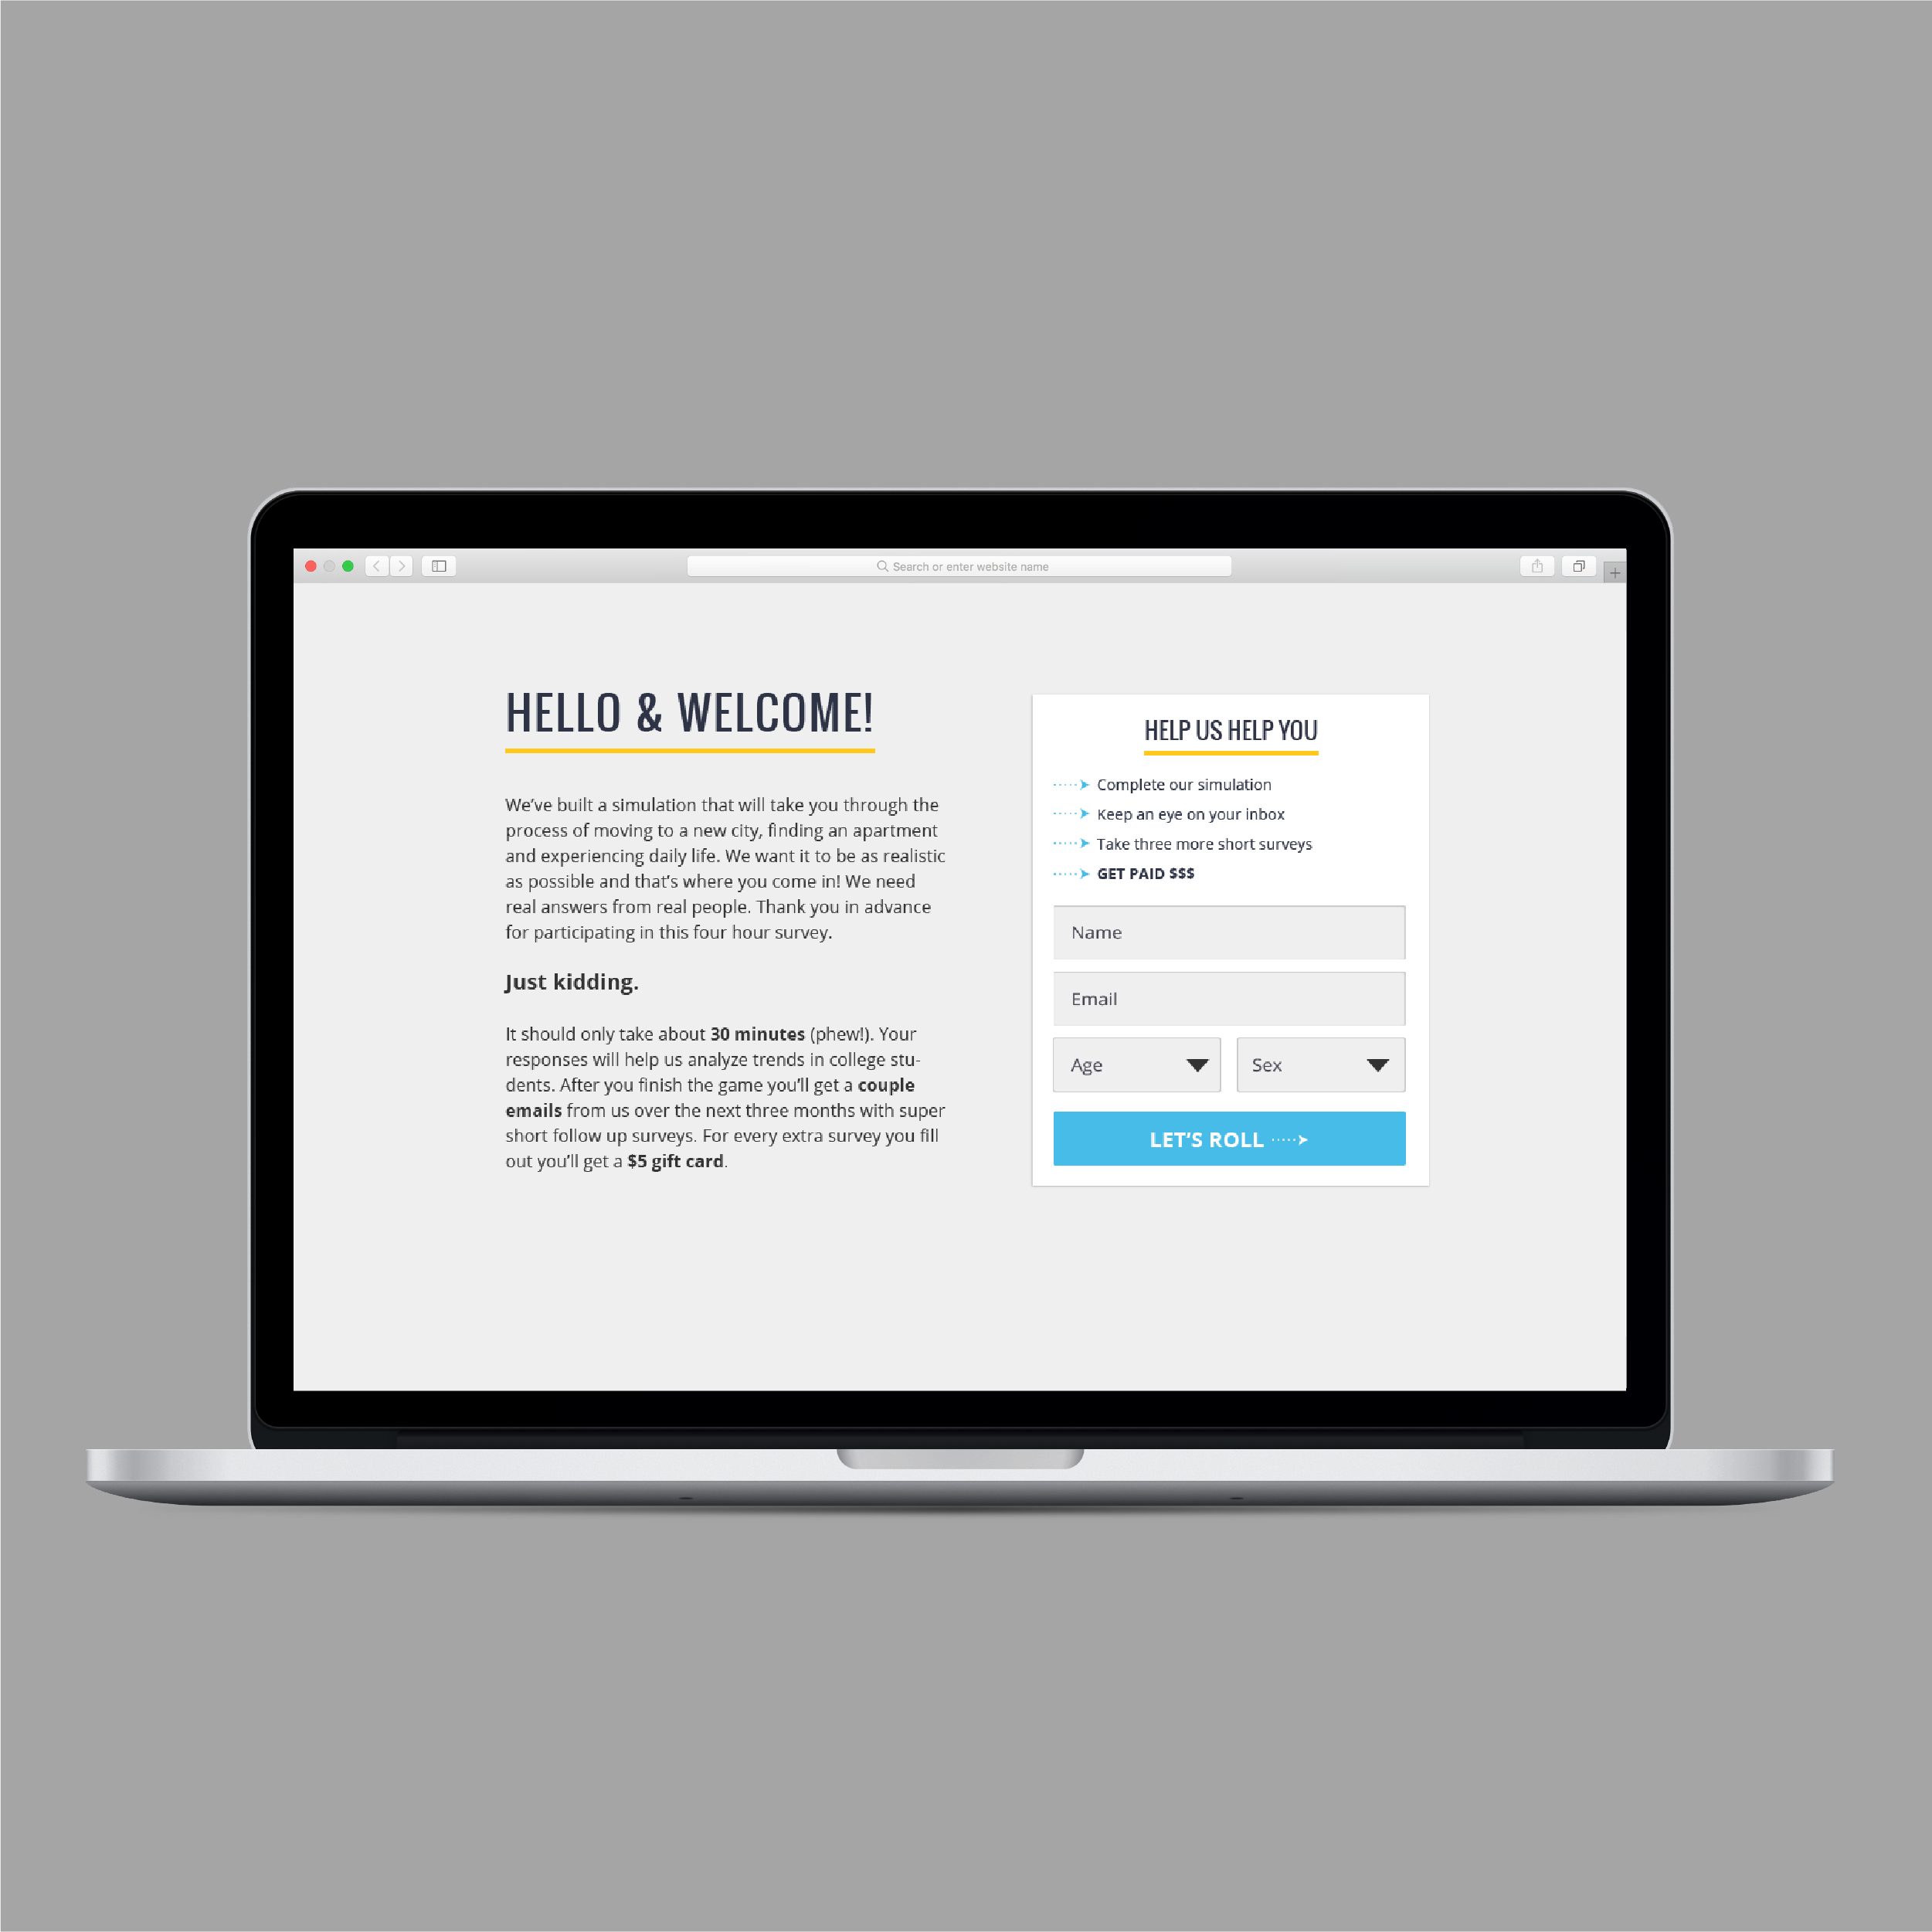 Search or enter website name
HELLO & WELCOME!
We’ve built a simulation that will take you through the
process of moving to a new city, finding an apartment
and experiencing daily life. We want it to be as realistic
as possible and that’s where you come in! We need
real answers from real people. Thank you in advance
for participating in this four hour survey.
Just kidding.
It should only take about 30 minutes (phew!). Your
responses will help us analyze trends in college stu-
dents. After you finish the game you’ll get a couple
emails from us over the next three months with super
short follow up surveys. For every extra survey you fill
out you’ll get a $5 gift card.
HELP US HELP YOU
Complete our simulation
Keep an eye on your inbox
Take three more short surveys
GET PAID $$$
Name
Email
Age
Sex
LET’S ROLL